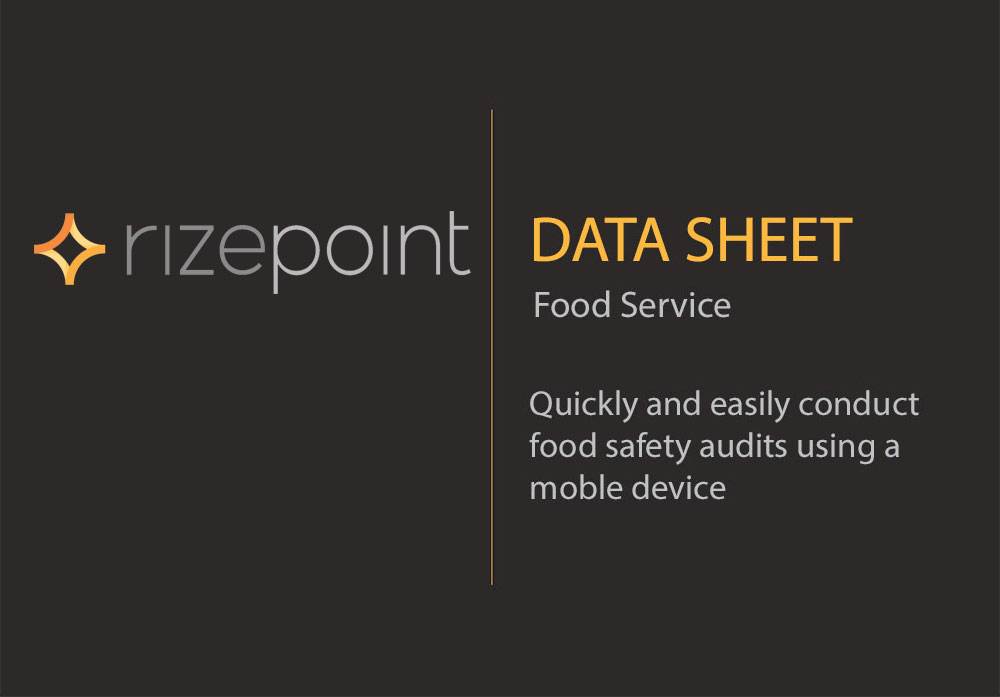 rizepoint
DATA SHEET
Food Service
Quickly and easily conduct
food safety audits using a
moble device